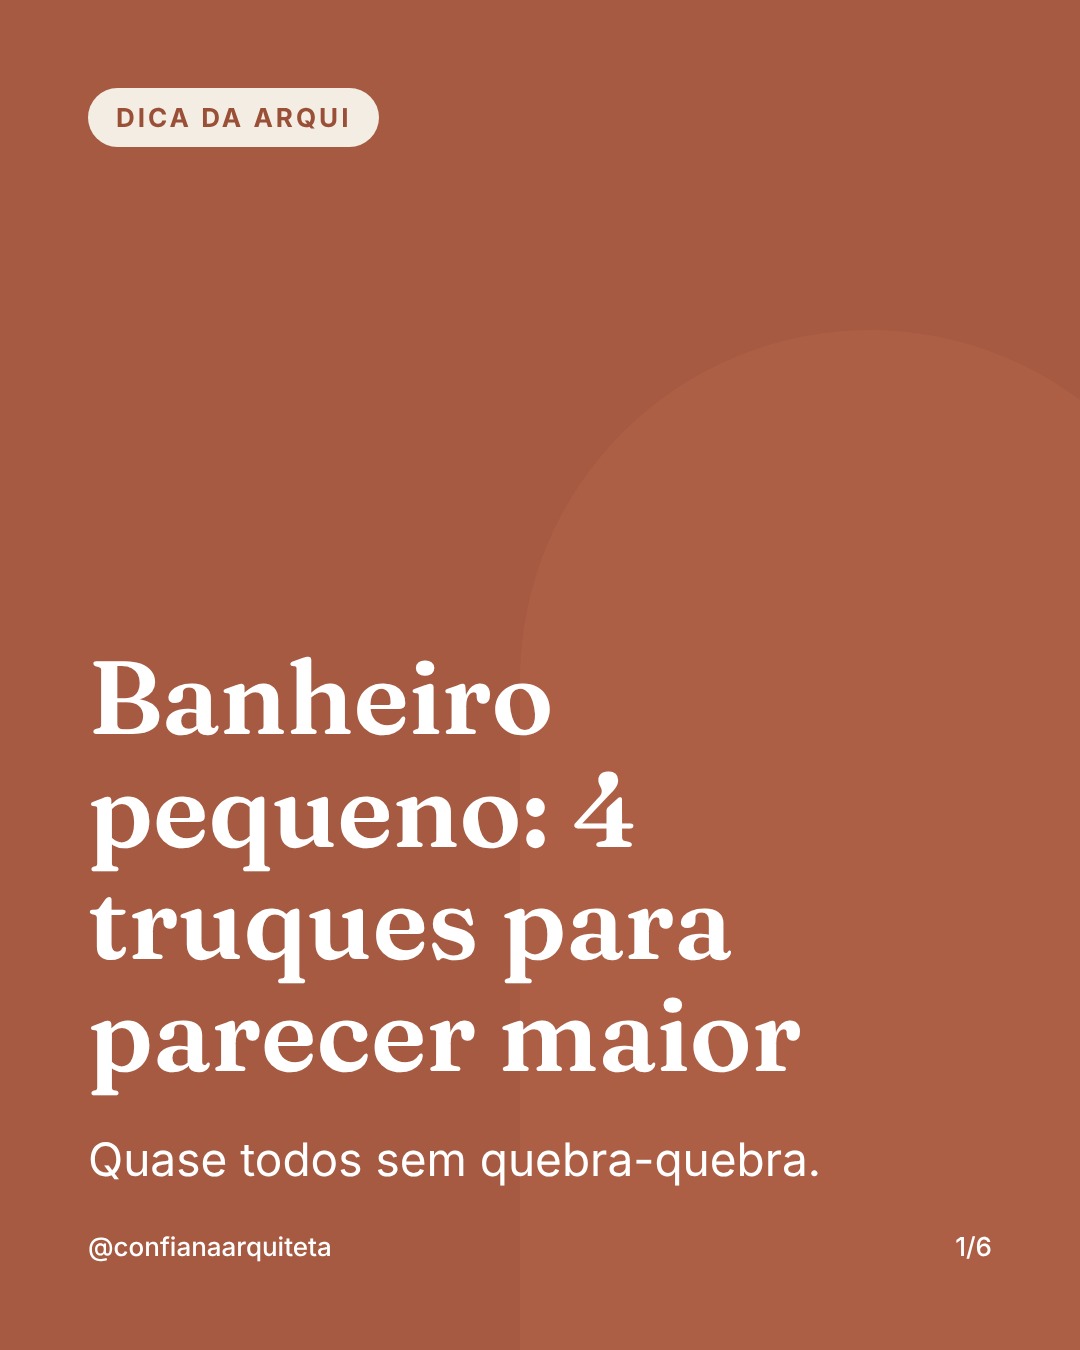 DICA DA ARQUI
Banheiro
pequeno: 4
truques para
parecer maior
Quase todos sem quebra-quebra.
@confianaarquiteta
1/6